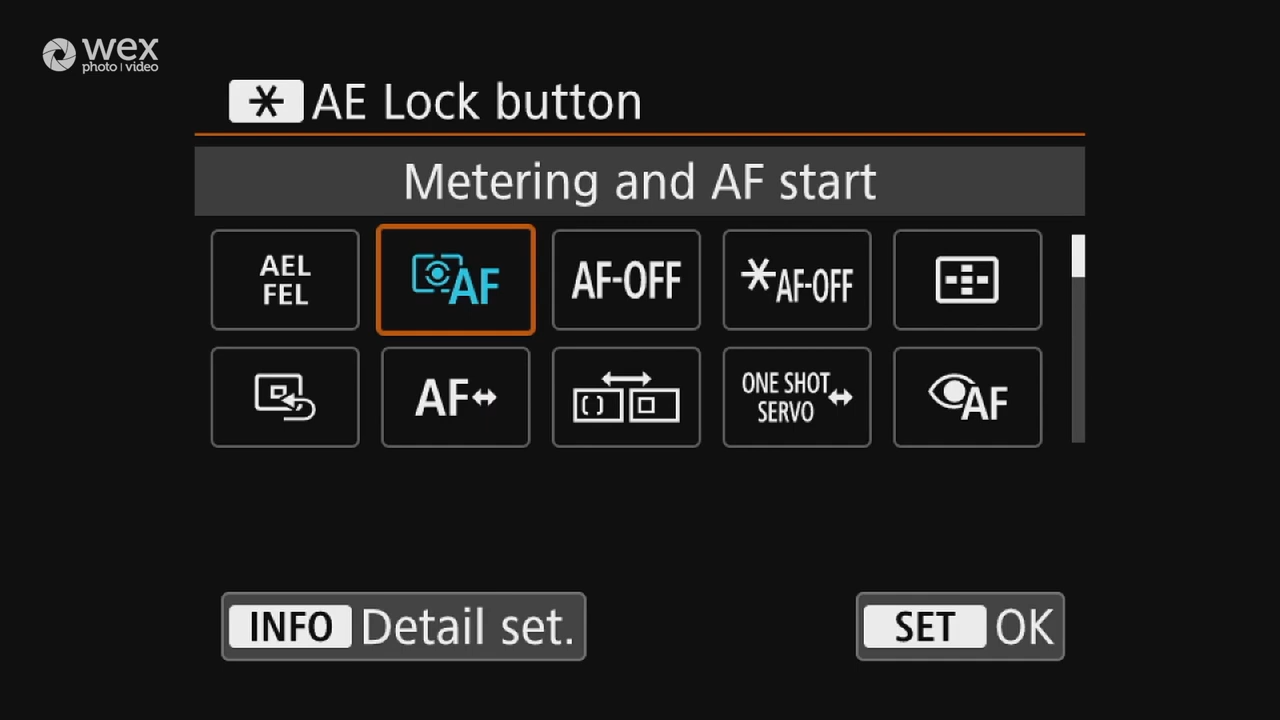 wex
photo | video
* AE Lock button
Metering and AF start
AEL
FEL
AF
AF-OFF
*AF-OFF
AF
ONE SHOT
SERVO
AF
INFO Detail set.
SET OK